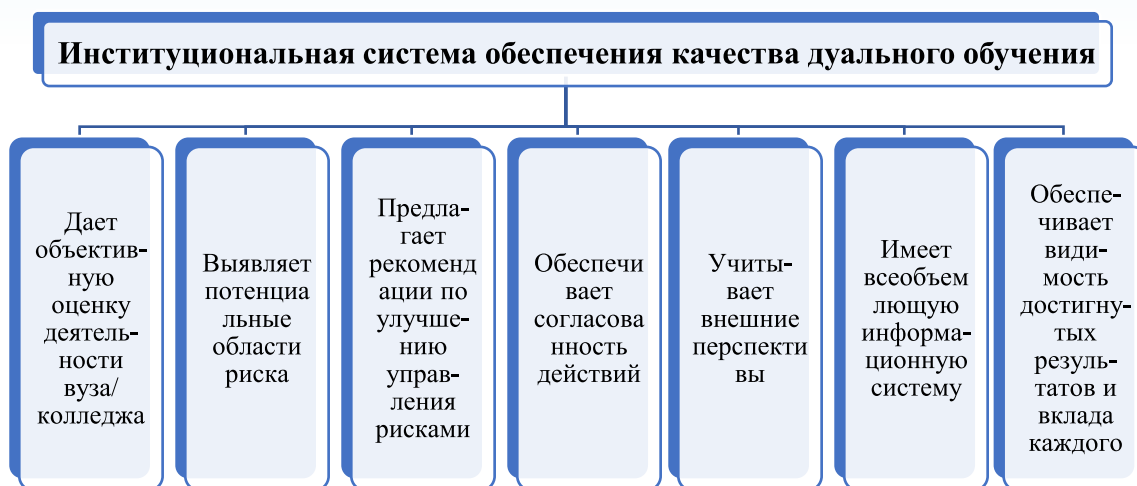 Институциональная система обеспечения качества дуального обучения
Дает
объектив-
ную
оценку
деятель-
ности
вуза/
колледжа
Выявляет
потенциа
льные
области
риска
Предла-
гает
рекоменд
ации по
улучше-
нию
управ-
ления
рисками
Обеспечи
вает
согласова
нность
действий
Учиты-
вает
внешние
перспекти
вы
Имеет
всеобъем
лющую
информа-
ционную
систему
Обеспе-
чивает
види-
мость
достигну-
тых
резуль-
татов и
вклада
каждого